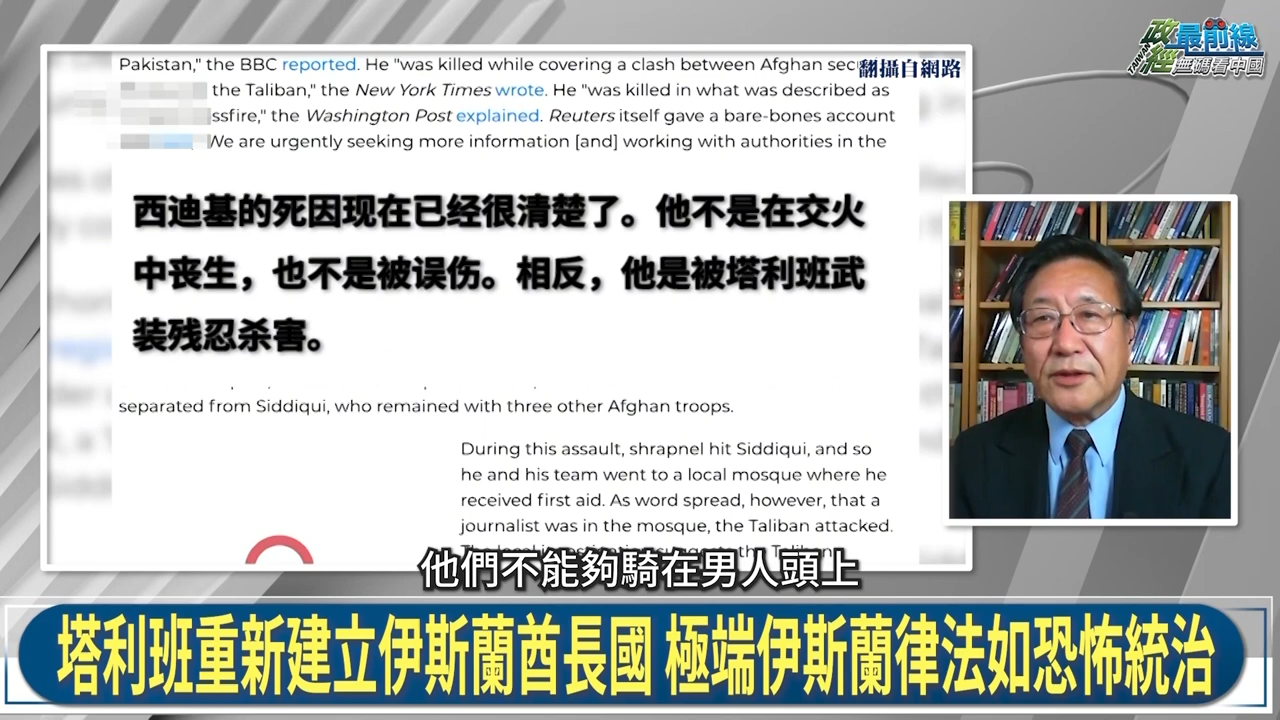 Pakistan," the BBC reported. He "was killed while covering a clash between Afghan
翻攝自網路
政經最前線
無碼看中國
the Taliban," the New York Times wrote. He "was killed in what was described as
ssfire," the Washington Post explained. Reuters itself gave a bare-bones account
We are urgently seeking more information [and] working with authorities in the
西迪基的死因现在已经很清楚了。他不是在交火
中丧生，也不是被误伤。相反，他是被塔利班武
装残忍杀害。
separated from Siddiqui, who remained with three other Afghan troops.
During this assault, shrapnel hit Siddiqui, and so
he and his team went to a local mosque where he
received first aid. As word spread, however, that a
journalist was in the mosque, the Taliban attacked.
他們不能夠騎在男人頭上
塔利班重新建立伊斯蘭酋長國 極端伊斯蘭律法如恐怖統治